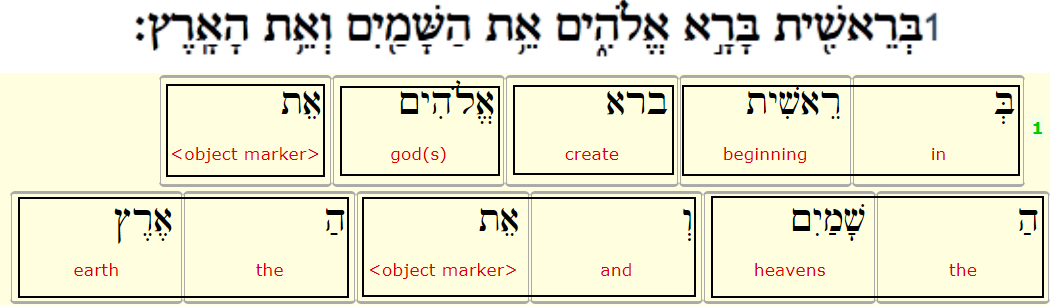 1בְּרֵאשִׁ֖ית בָּרָ֣א אֱלֹהִ֑ים אֵ֥ת הַשָּׁמַ֖יִם וְאֵ֥ת הָאָֽרֶץ׃
בְּ רֵאשִׁית ברא אֱלֹהִים אֵת
1 in beginning create god(s) <object marker>
הַ שָׁמַיִם וְ אֵת הַ אֶרֶץ
the heavens and <object marker> the earth